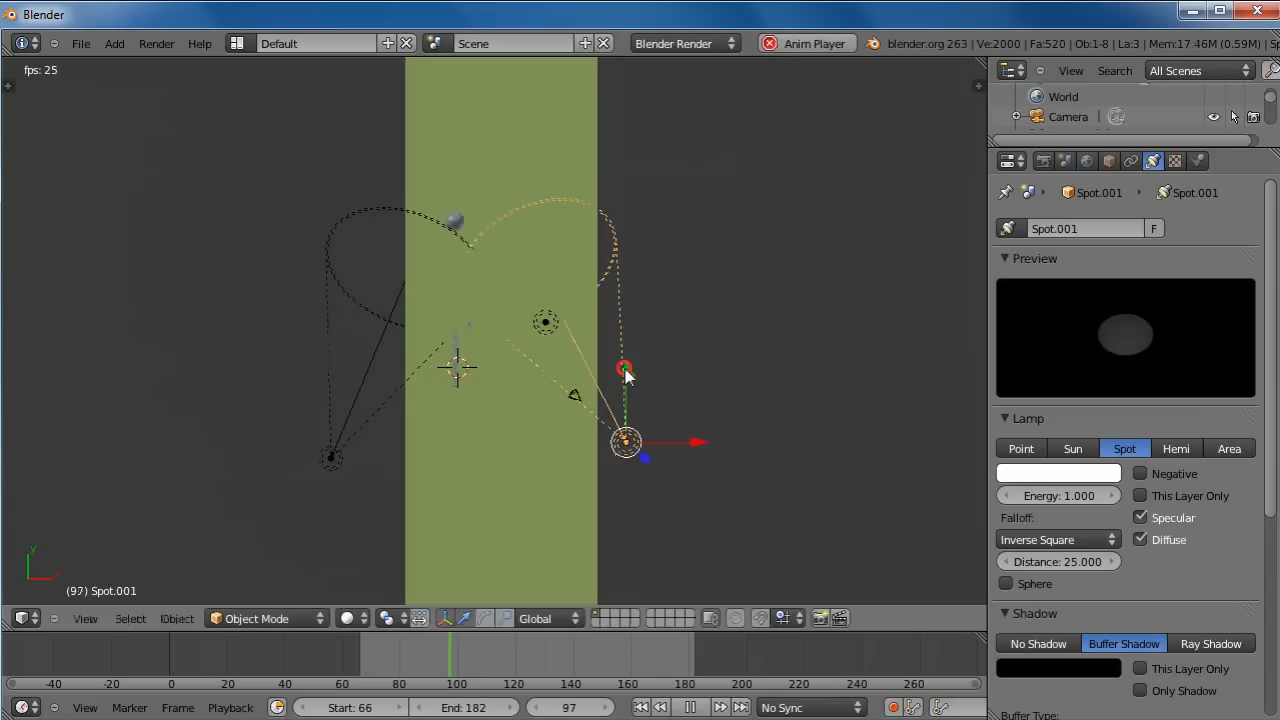 Blender
File Add Render Help Default Scene Blender Render Anim Player blender.org 263 | Ve:2000 | Fa:520 | Ob:1-8 | La:3 | Mem:17.46M (0.59M) | Sp
fps: 25
View Search All Scenes
World
Camera
Spot.001 Spot.001
Spot.001 F
Preview
Lamp
Point Sun Spot Hemi Area
Negative
Energy: 1.000 This Layer Only
Falloff: Specular
Inverse Square Diffuse
Distance: 25.000
Sphere
y
(97) Spot.001
View Select Object Object Mode Global
Shadow
No Shadow Buffer Shadow Ray Shadow
This Layer Only
Only Shadow
-40 -20 0 20 40 60 80 100 120 140 160 180 200 220 240 260
View Marker Frame Playback Start: 66 End: 182 97 No Sync
Buffer Type: